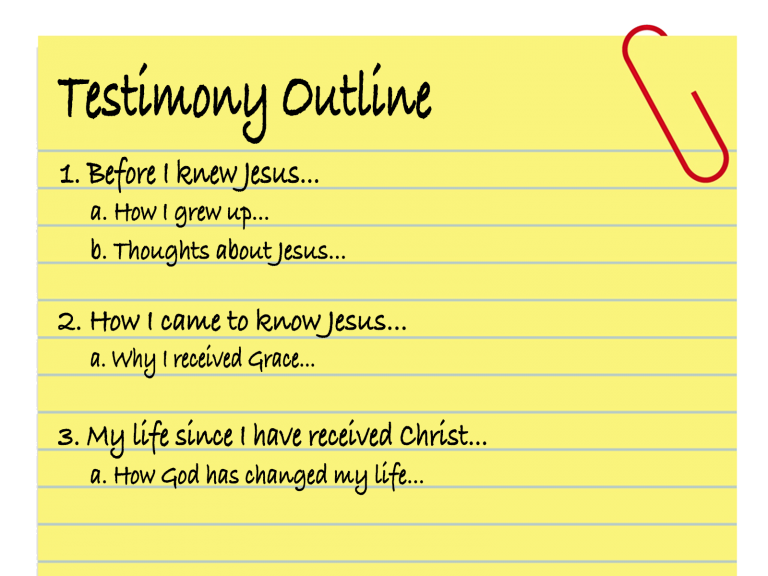 Testimony Outline
1. Before I knew Jesus...
a. How I grew up...
b. Thoughts about Jesus...
2. How I came to know Jesus...
a. Why I received Grace...
3. My life since I have received Christ...
a. How God has changed my life...